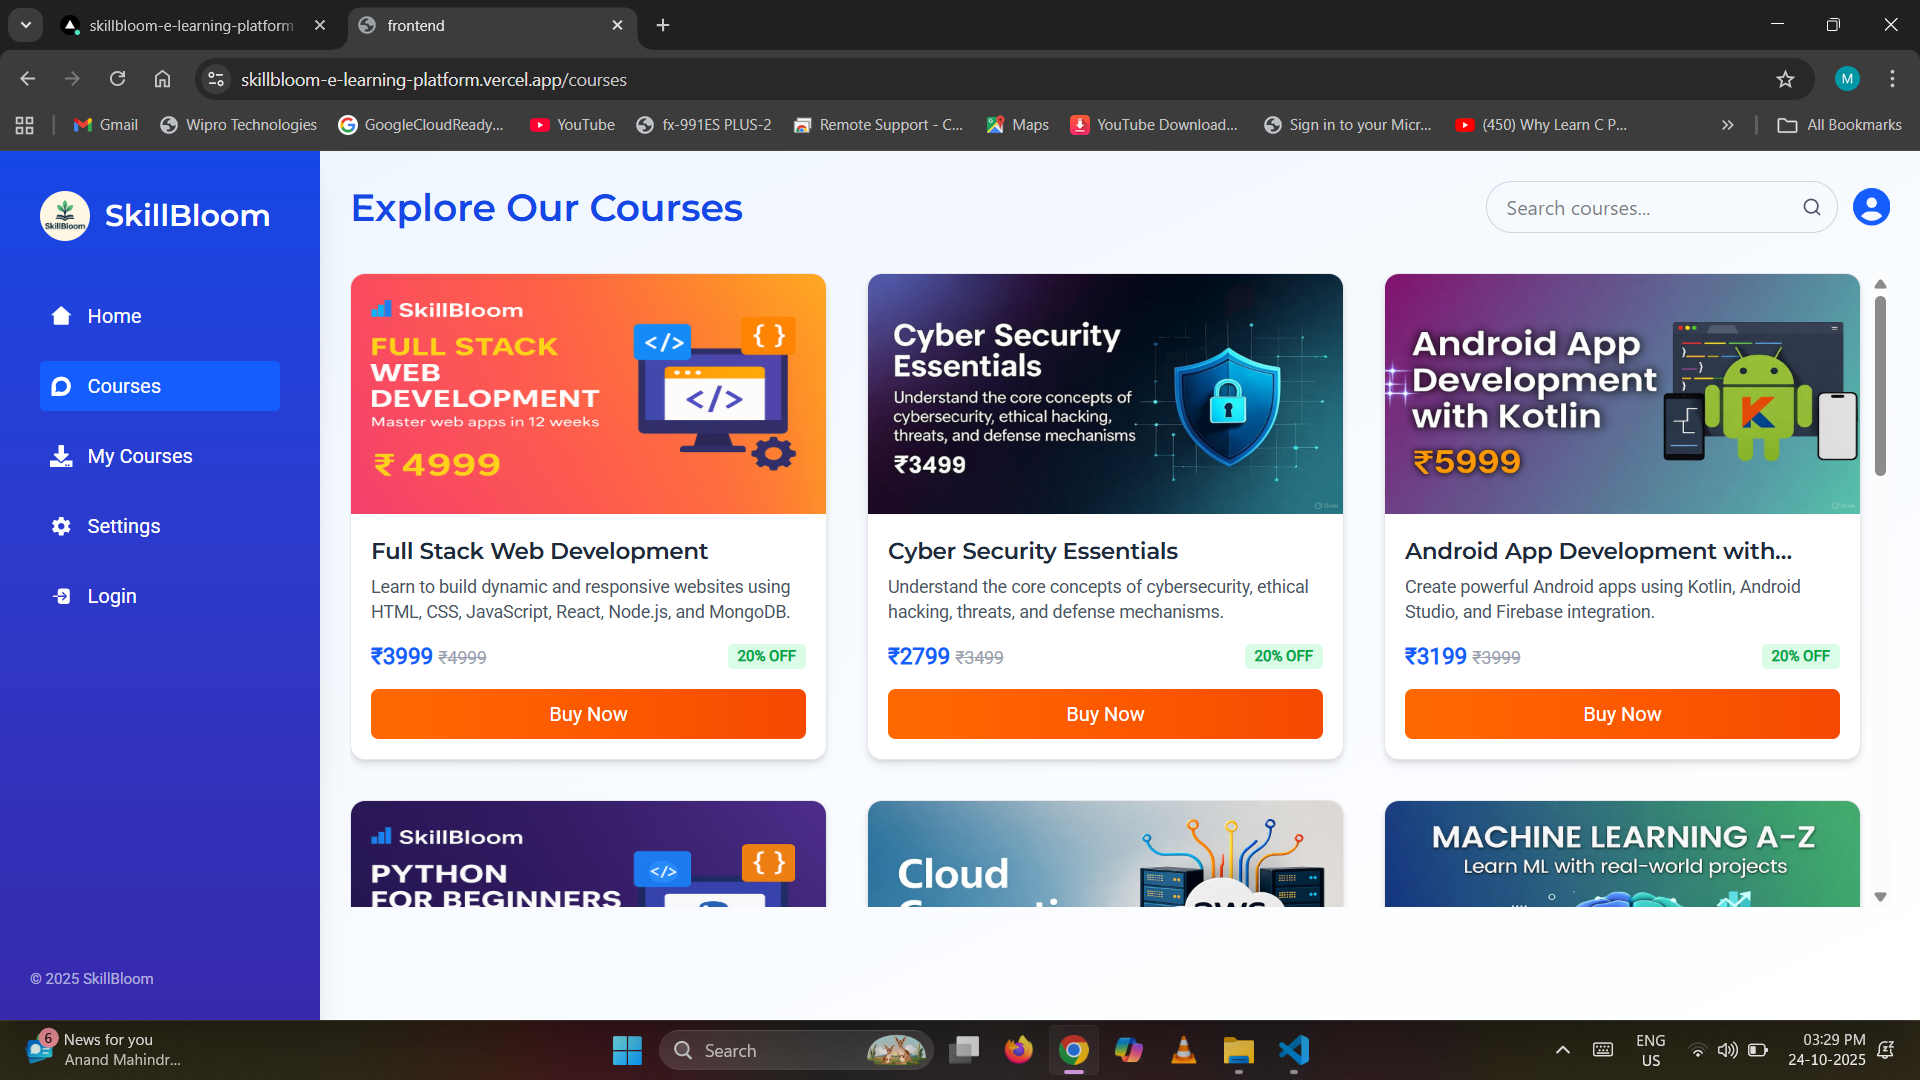 skillbloom-e-learning-platform
frontend
skillbloom-e-learning-platform.vercel.app/courses
Gmail
Wipro Technologies
GoogleCloudReady...
YouTube
fx-991ES PLUS-2
Remote Support - C...
Maps
YouTube Download...
Sign in to your Micr...
(450) Why Learn C P...
»
All Bookmarks
M
SkillBloom
SkillBloom
Home
Courses
My Courses
Settings
Login
© 2025 SkillBloom
Explore Our Courses
Search courses...
SkillBloom
FULL STACK
WEB
DEVELOPMENT
Master web apps in 12 weeks
₹ 4999
</>
{ }
</>
Full Stack Web Development
Learn to build dynamic and responsive websites using
HTML, CSS, JavaScript, React, Node.js, and MongoDB.
₹3999 ₹4999
20% OFF
Buy Now
Cyber Security
Essentials
Understand the core concepts of
cybersecurity, ethical hacking,
threats, and defense mechanisms
₹3499
Cyber Security Essentials
Understand the core concepts of cybersecurity, ethical
hacking, threats, and defense mechanisms.
₹2799 ₹3499
20% OFF
Buy Now
Android App
Development
with Kotlin
₹5999
K
Android App Development with...
Create powerful Android apps using Kotlin, Android
Studio, and Firebase integration.
₹3199 ₹3999
20% OFF
Buy Now
SkillBloom
PYTHON
FOR BEGINNERS
</>
{ }
Cloud
aws
MACHINE LEARNING A-Z
Learn ML with real-world projects
6
News for you
Anand Mahindr...
Search
ENG
US
03:29 PM
24-10-2025